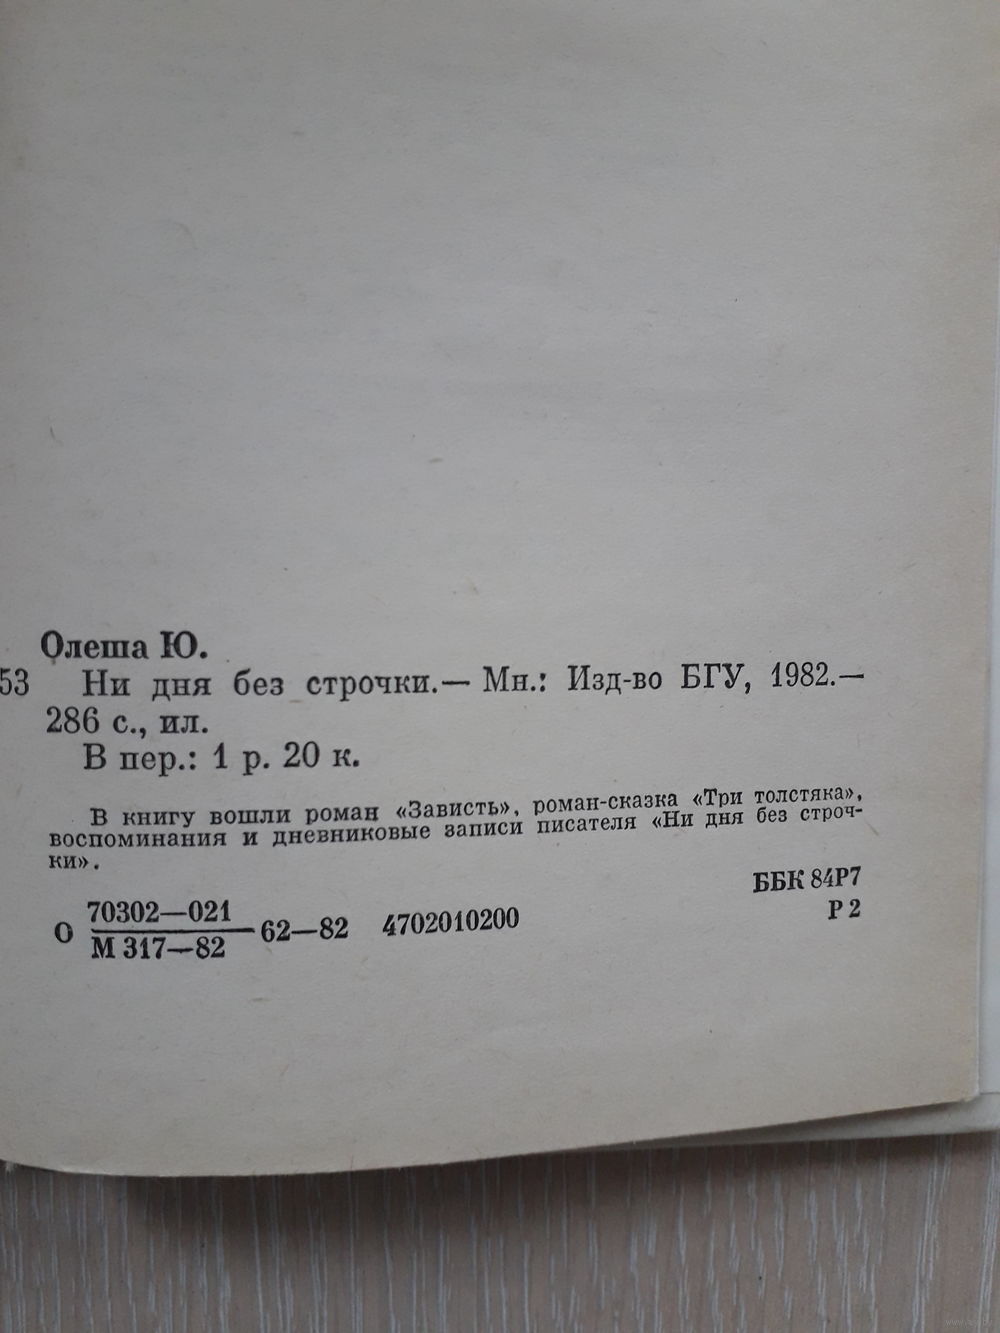 Олеша Ю.
53 Ни дня без строчки.— Мн.: Изд-во БГУ, 1982.—
286 с., ил.
В пер.: 1 р. 20 к.
В книгу вошли роман «Зависть», роман-сказка «Три толстяка»,
воспоминания и дневниковые записи писателя «Ни дня без строч-
ки».
ББК 84Р7
Р 2
О 70302—021
М 317—82 62—82 4702010200